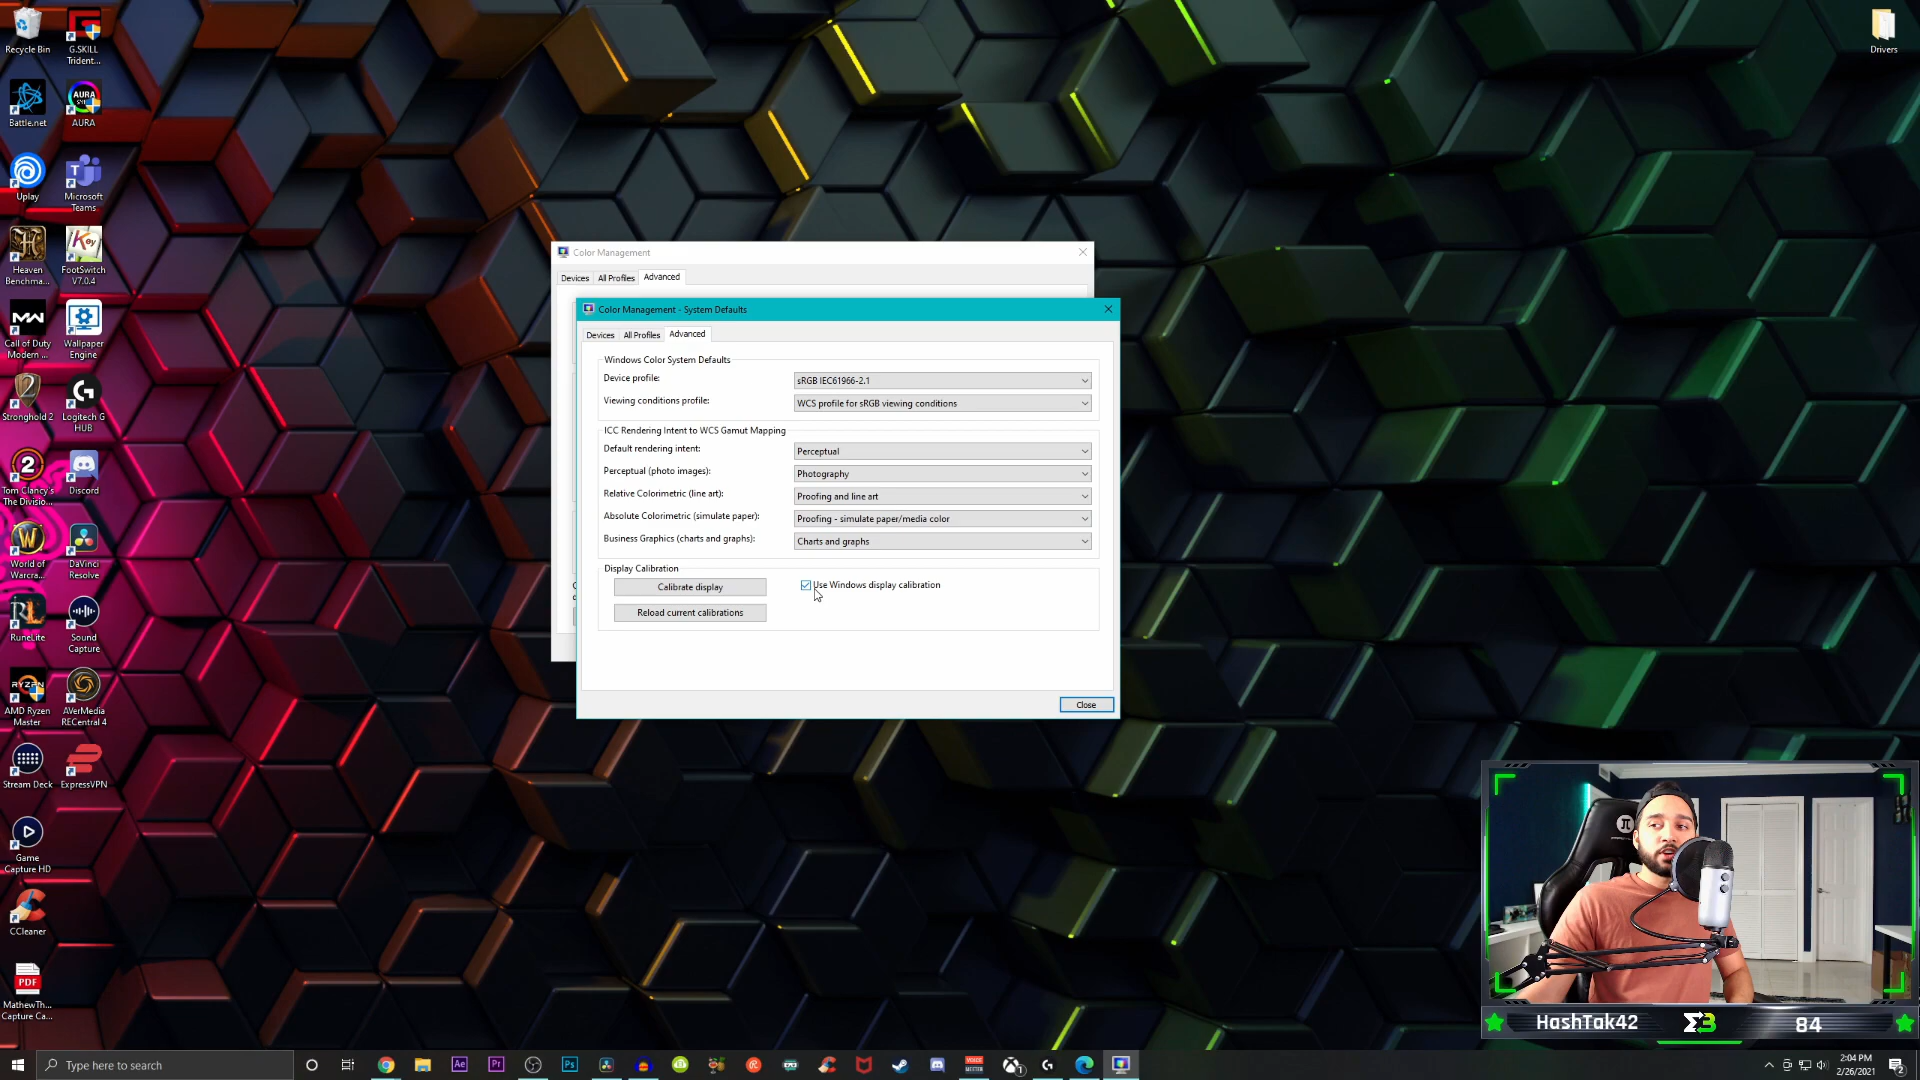 Recycle Bin
G.SKILL
Trident...
Drivers
Battle.net
AURA
Uplay
Microsoft
Teams
Heaven
Benchma...
FootSwitch
V7.0.4
Call of Duty
Modern ...
Wallpaper
Engine
Stronghold 2
Logitech G
HUB
Tom Clancy's
The Divisio...
Discord
World of
Warcra...
DaVinci
Resolve
RuneLite
Sound
Capture
AMD Ryzen
Master
AVerMedia
RECentral 4
Stream Deck
ExpressVPN
Game
Capture HD
CCleaner
PDF
MathewTh...
Capture Ca...
Color Management
Devices All Profiles Advanced
Color Management - System Defaults
Devices All Profiles Advanced
Windows Color System Defaults
Device profile: sRGB IEC61966-2.1
Viewing conditions profile: WCS profile for sRGB viewing conditions
ICC Rendering Intent to WCS Gamut Mapping
Default rendering intent: Perceptual
Perceptual (photo images): Photography
Relative Colorimetric (line art): Proofing and line art
Absolute Colorimetric (simulate paper): Proofing - simulate paper/media color
Business Graphics (charts and graphs): Charts and graphs
Display Calibration
Calibrate display
Use Windows display calibration
Reload current calibrations
Close
HashTak42
84
Type here to search
Ae
Pr
Ps
2:04 PM
2/26/2021